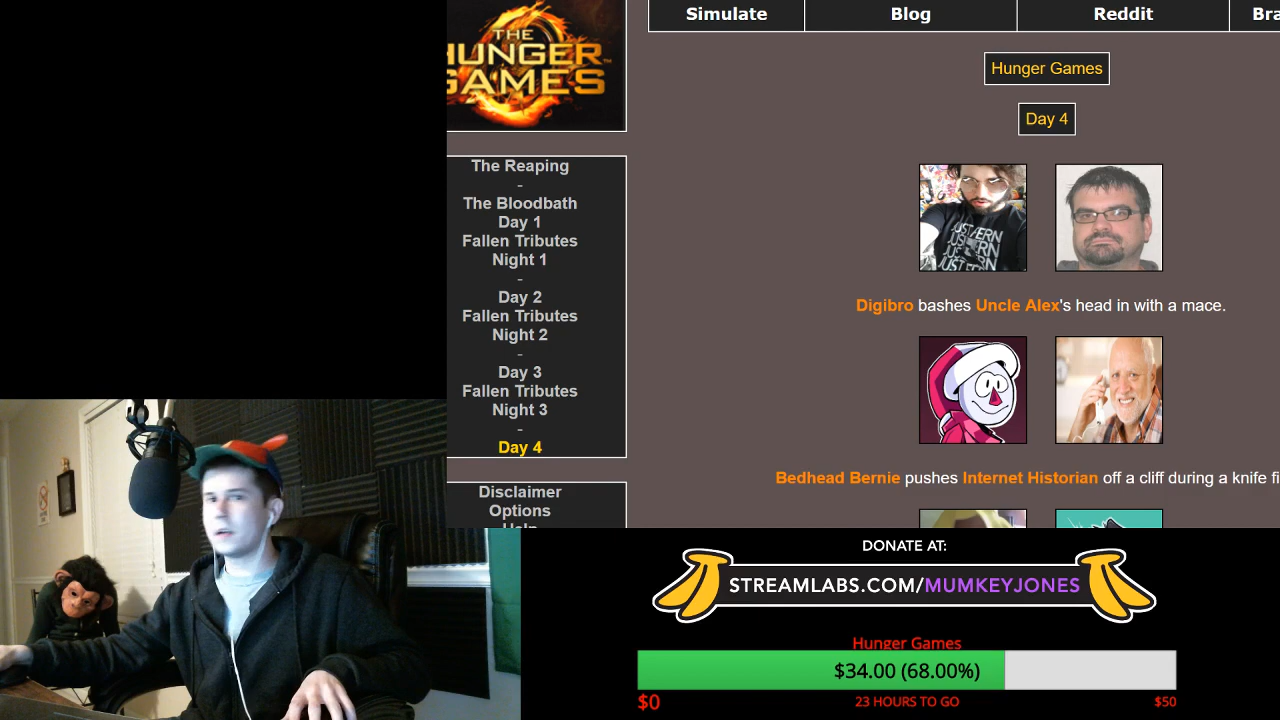 THE
HUNGER
GAMES
Simulate
Blog
Reddit
Hunger Games
Day 4
The Reaping
-
The Bloodbath
Day 1
Fallen Tributes
Night 1
-
Day 2
Fallen Tributes
Night 2
-
Day 3
Fallen Tributes
Night 3
-
Day 4
Disclaimer
Options
Digibro bashes Uncle Alex's head in with a mace.
Bedhead Bernie pushes Internet Historian off a cliff during a knife
DONATE AT:
STREAMLABS.COM/MUMKEYJONES
Hunger Games
$34.00 (68.00%)
$0
23 HOURS TO GO
$50